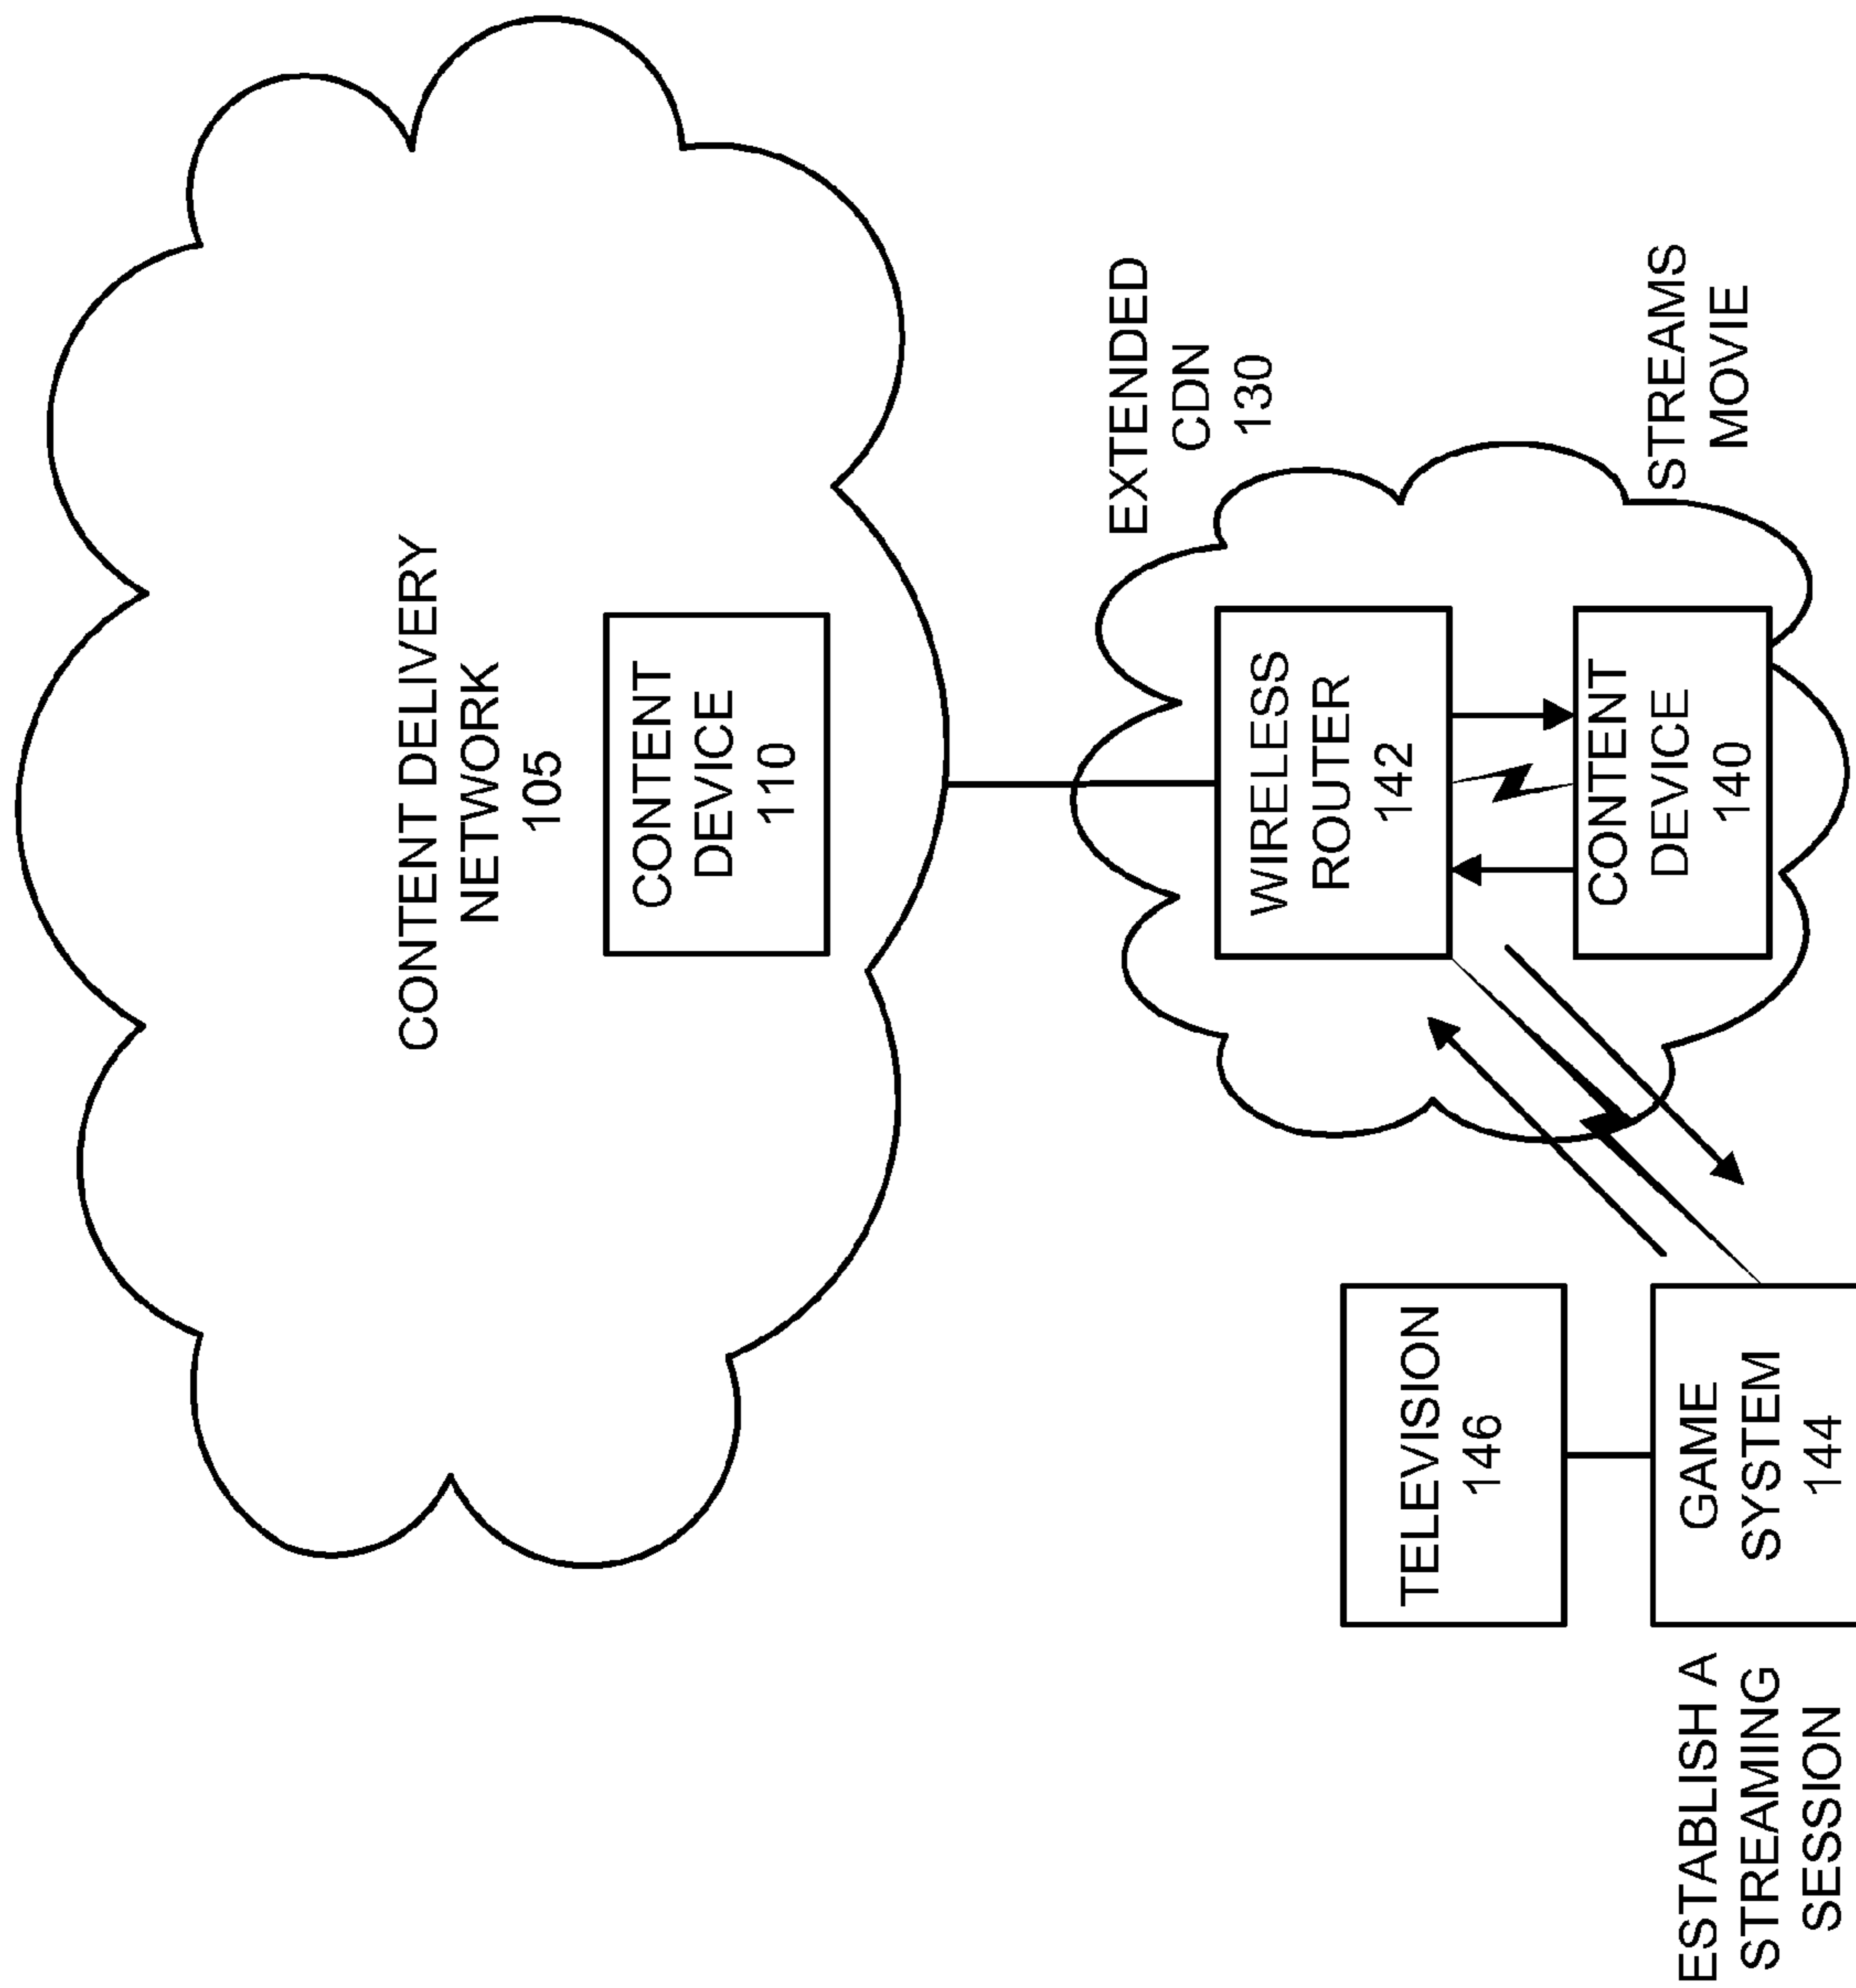 CONTENT DELIVERY
NETWORK
105
CONTENT
DEVICE
110
EXTENDED
CDN
130
WIRELESS
ROUTER
142
CONTENT
DEVICE
140
STREAMS
MOVIE
TELEVISION
146
GAME
SYSTEM
144
ESTABLISH A
STREAMING
SESSION